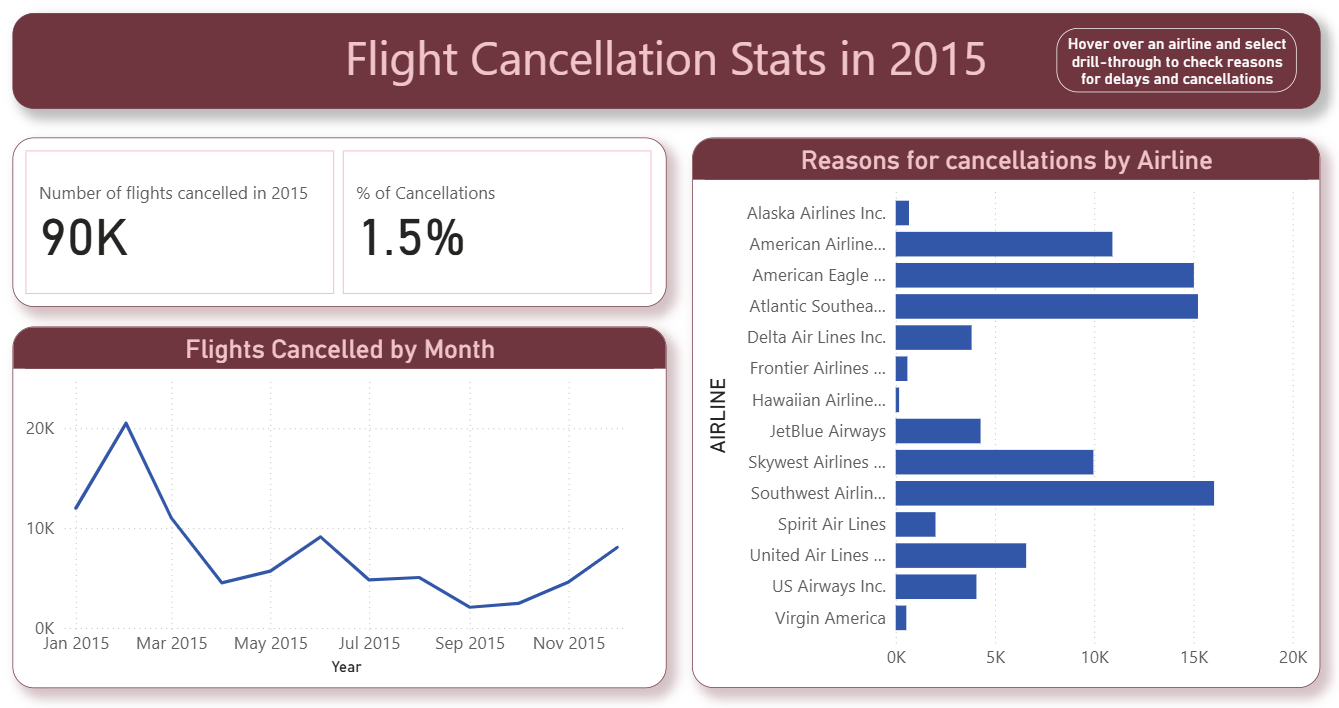 Flight Cancellation Stats in 2015
Hover over an airline and select
drill-through to check reasons
for delays and cancellations
Number of flights cancelled in 2015
90K
% of Cancellations
1.5%
Flights Cancelled by Month
20K
10K
0K
Jan 2015 Mar 2015 May 2015 Jul 2015 Sep 2015 Nov 2015
Year
Reasons for cancellations by Airline
AIRLINE
Alaska Airlines Inc.
American Airline...
American Eagle ...
Atlantic Southea...
Delta Air Lines Inc.
Frontier Airlines ...
Hawaiian Airline...
JetBlue Airways
Skywest Airlines ...
Southwest Airlin...
Spirit Air Lines
United Air Lines ...
US Airways Inc.
Virgin America
0K 5K 10K 15K 20K